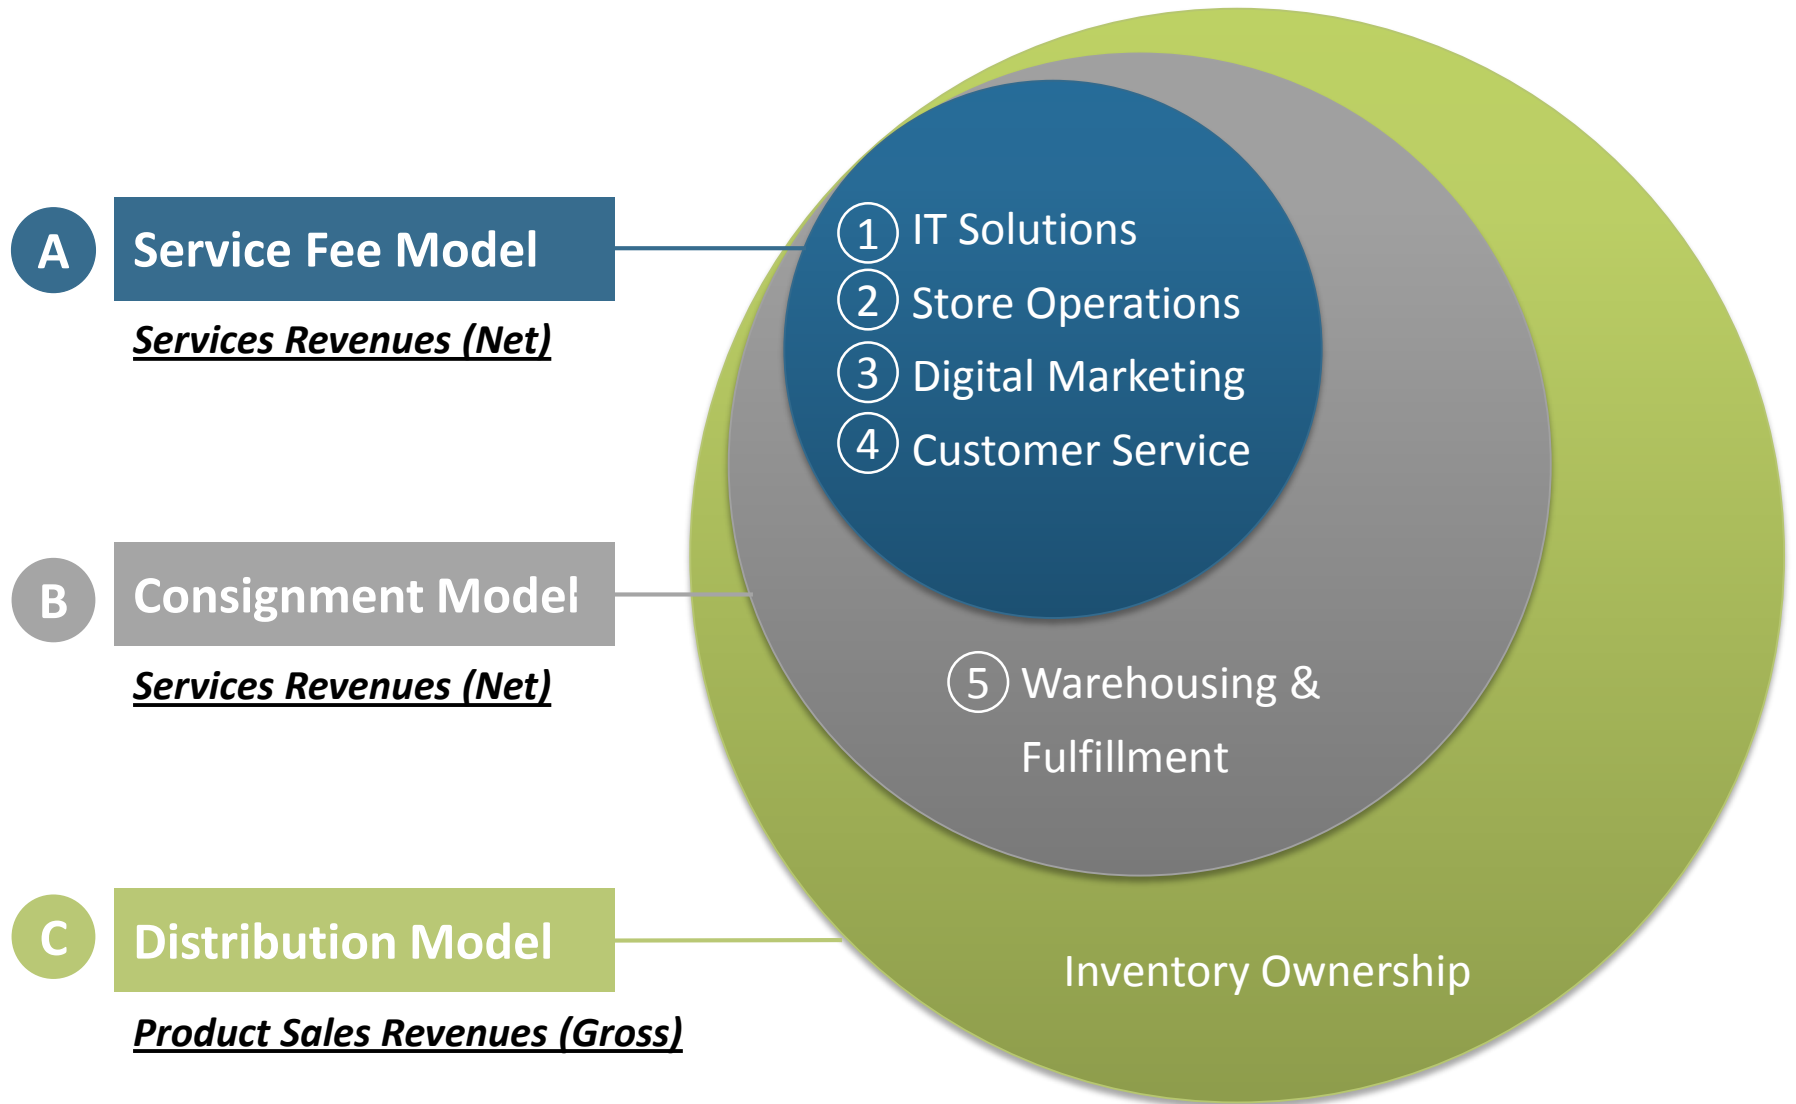 A
Service Fee Model
Services Revenues (Net)
B
Consignment Model
Services Revenues (Net)
C
Distribution Model
Product Sales Revenues (Gross)
1 IT Solutions
2 Store Operations
3 Digital Marketing
4 Customer Service
5 Warehousing &
Fulfillment
Inventory Ownership